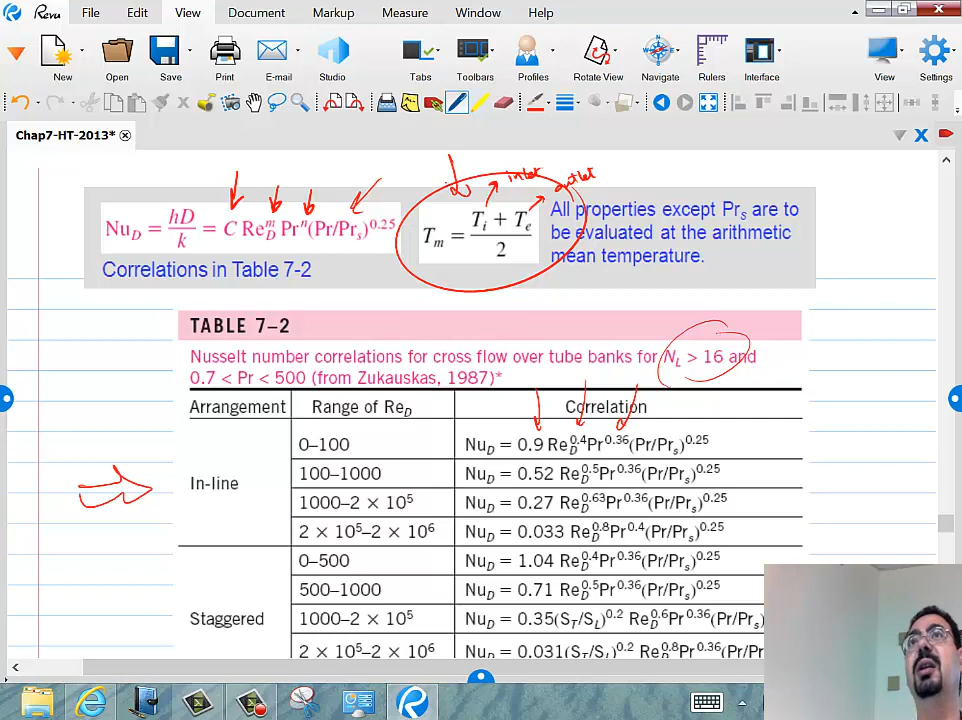 Revu File Edit View Document Markup Measure Window Help
New Open Save Print E-mail Studio Tabs Toolbars Profiles Rotate View Navigate Rulers Interface View Settings
Chap7-HT-2013*
inlet
outlet
Nu_D = hD/k = C Re_D^m Pr^n(Pr/Pr_s)^0.25
T_m = (T_i + T_e)/2
All properties except Pr_s are to
be evaluated at the arithmetic
mean temperature.
Correlations in Table 7-2
TABLE 7–2
Nusselt number correlations for cross flow over tube banks for N_L > 16 and
0.7 < Pr < 500 (from Zukauskas, 1987)*
Arrangement Range of Re_D Correlation
In-line
0–100 Nu_D = 0.9 Re_D^0.4 Pr^0.36(Pr/Pr_s)^0.25
100–1000 Nu_D = 0.52 Re_D^0.5 Pr^0.36(Pr/Pr_s)^0.25
1000–2 × 10^5 Nu_D = 0.27 Re_D^0.63 Pr^0.36(Pr/Pr_s)^0.25
2 × 10^5–2 × 10^6 Nu_D = 0.033 Re_D^0.8 Pr^0.4(Pr/Pr_s)^0.25
Staggered
0–500 Nu_D = 1.04 Re_D^0.4 Pr^0.36(Pr/Pr_s)^0.25
500–1000 Nu_D = 0.71 Re_D^0.5 Pr^0.36(Pr/Pr_s)^0.25
1000–2 × 10^5 Nu_D = 0.35(S_T/S_L)^0.2 Re_D^0.6 Pr^0.36(Pr/Pr_s)
2 × 10^5–2 × 10^6 Nu_D = 0.031(S_T/S_L)^0.2 Re_D^0.8 Pr^0.36(Pr/Pr